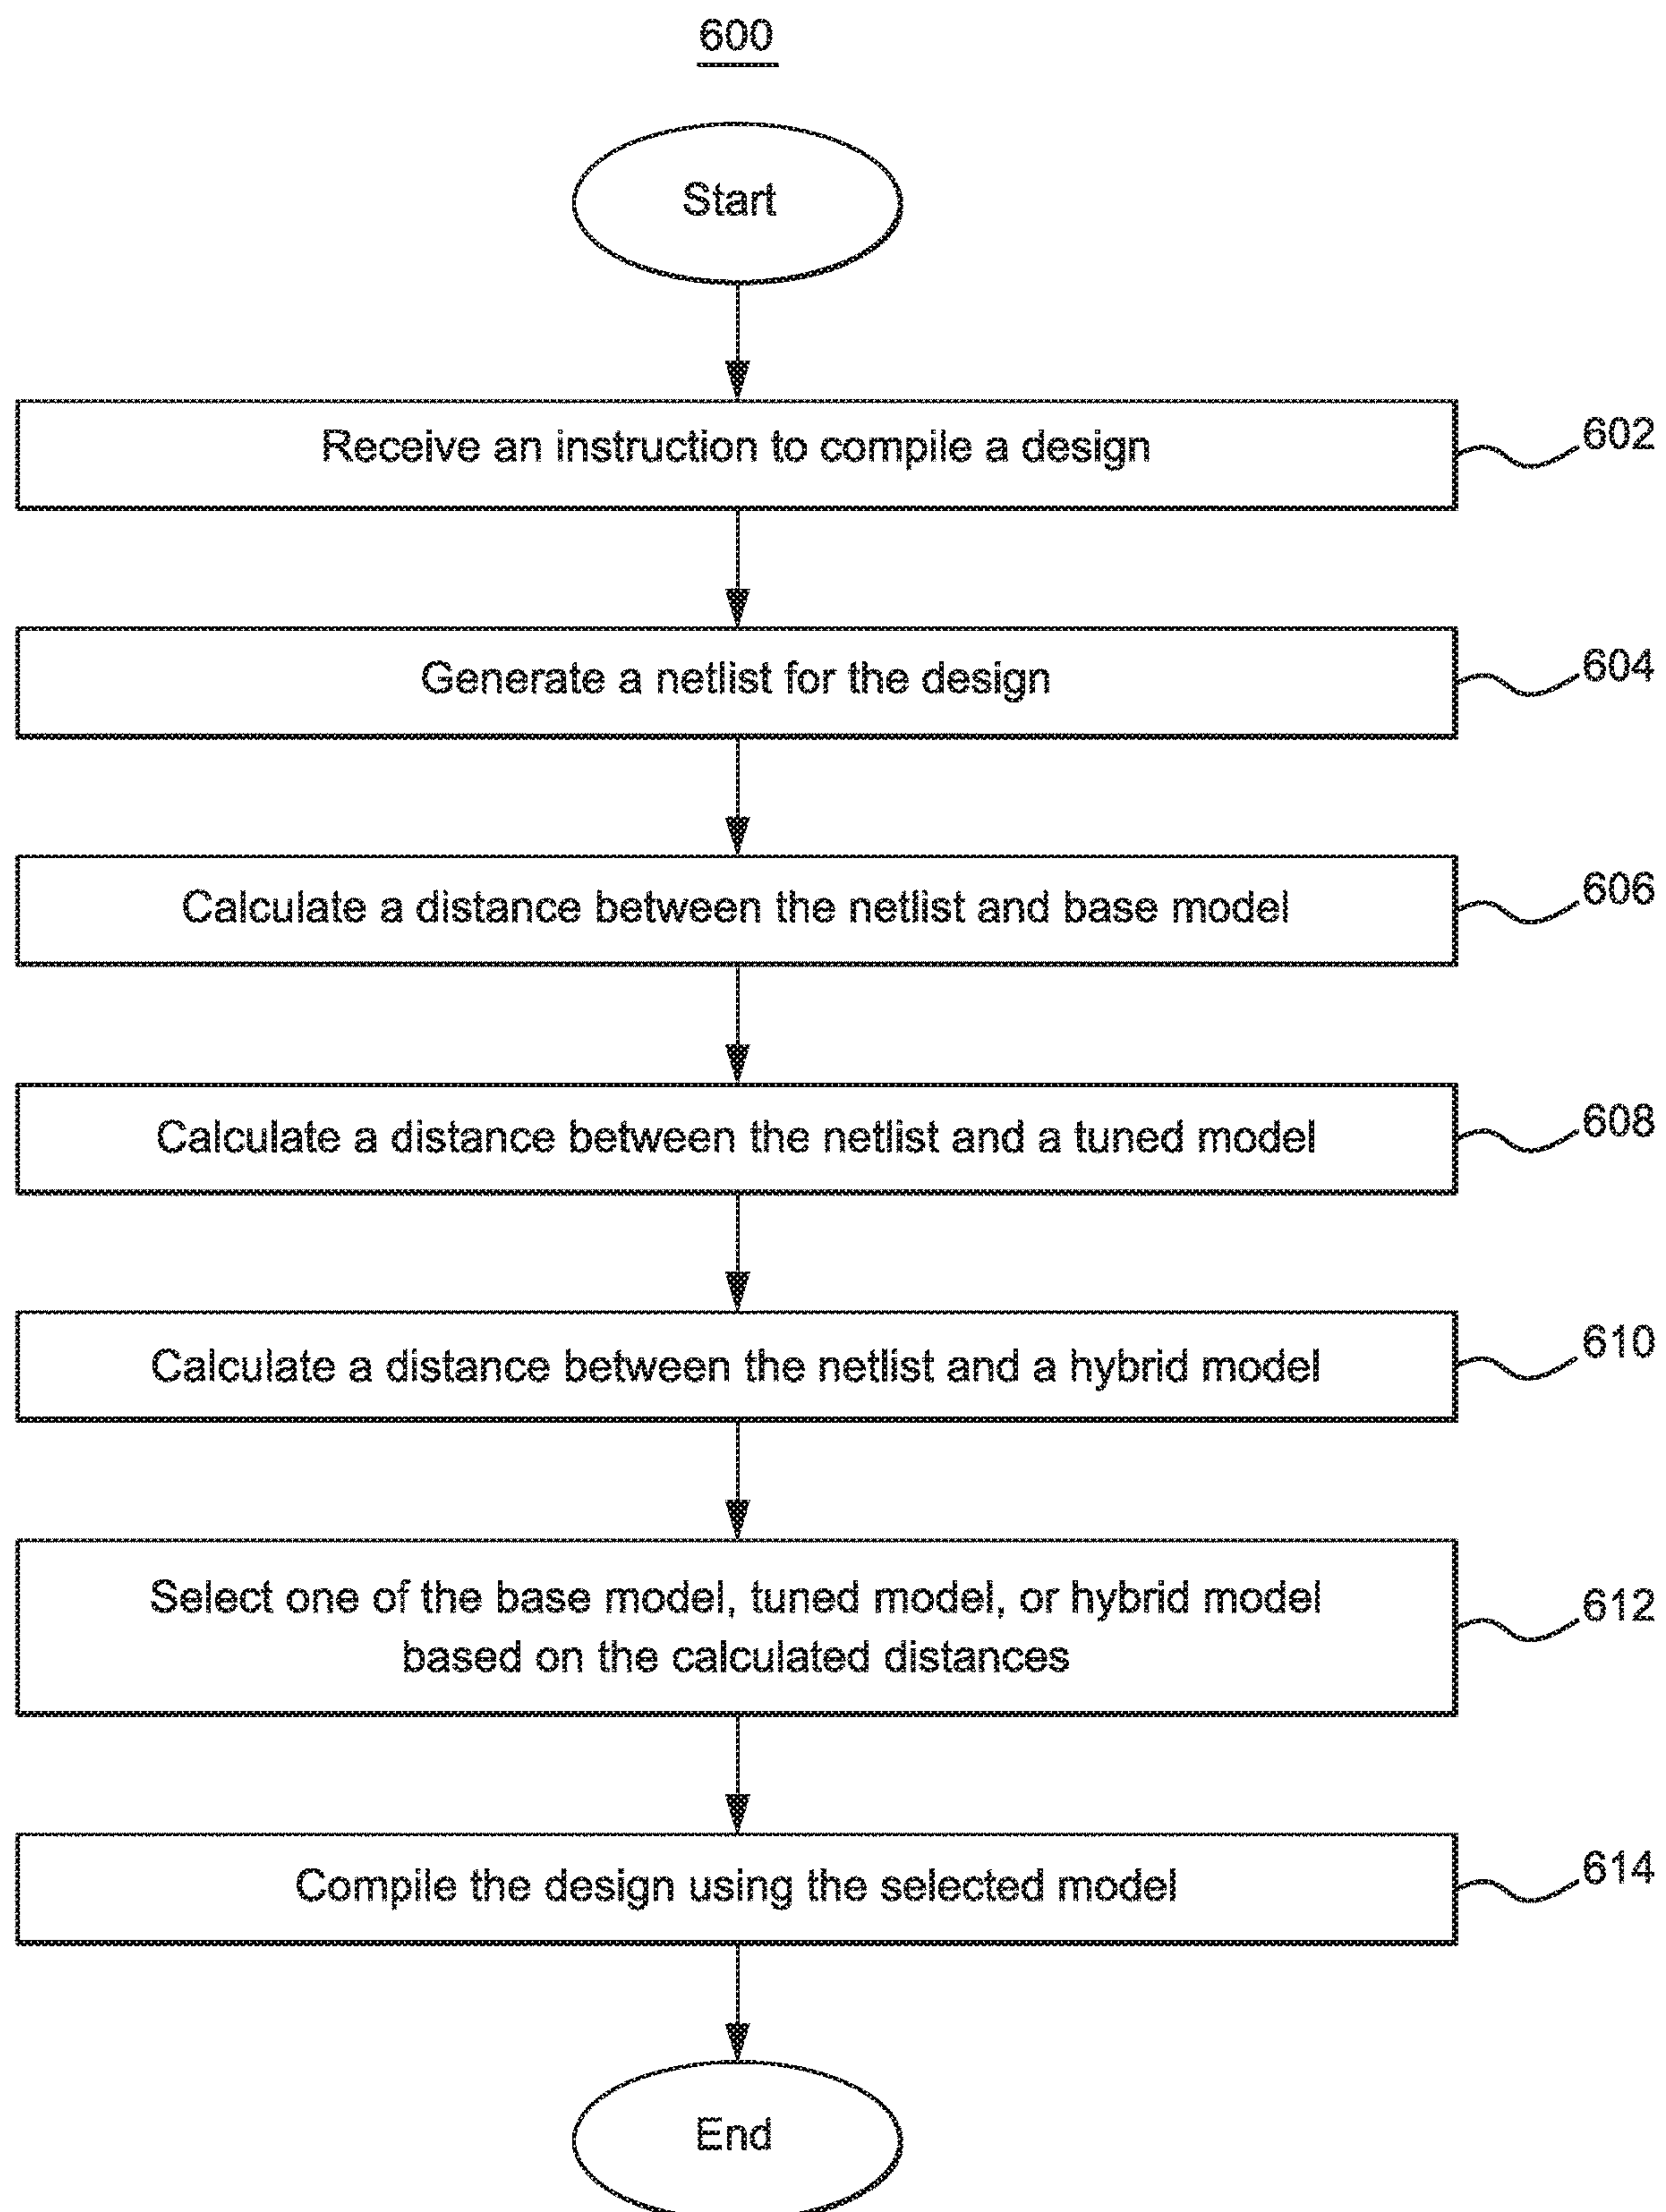 600
Start
Receive an instruction to compile a design
602
Generate a netlist for the design
604
Calculate a distance between the netlist and base model
606
Calculate a distance between the netlist and a tuned model
608
Calculate a distance between the netlist and a hybrid model
610
Select one of the base model, tuned model, or hybrid model
based on the calculated distances
612
Compile the design using the selected model
614
End